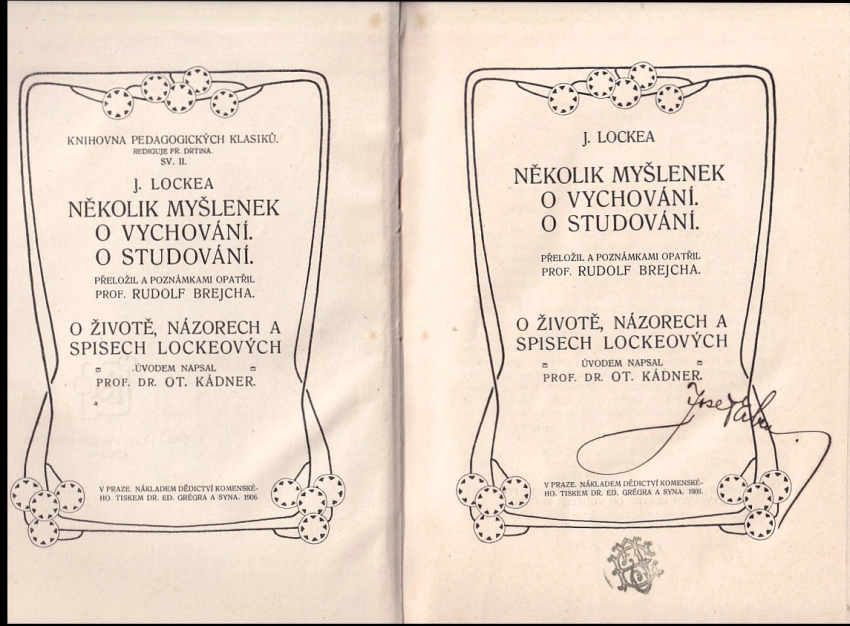 KNIHOVNA PEDAGOGICKÝCH KLASIKŮ.
REDIGUJE FR. DRTINA.
SV. II.
J. LOCKEA
NĚKOLIK MYŠLENEK
O VYCHOVÁNÍ.
O STUDOVÁNÍ.
PŘELOŽIL A POZNÁMKAMI OPATŘIL
PROF. RUDOLF BREJCHA.
O ŽIVOTĚ, NÁZORECH A
SPISECH LOCKEOVÝCH
ÚVODEM NAPSAL
PROF. DR. OT. KÁDNER.
V PRAZE. NÁKLADEM DĚDICTVÍ KOMENSKÉ-
HO. TISKEM DR. ED. GRÉGRA A SYNA. 1906.
J. LOCKEA
NĚKOLIK MYŠLENEK
O VYCHOVÁNÍ.
O STUDOVÁNÍ.
PŘELOŽIL A POZNÁMKAMI OPATŘIL
PROF. RUDOLF BREJCHA.
O ŽIVOTĚ, NÁZORECH A
SPISECH LOCKEOVÝCH
ÚVODEM NAPSAL
PROF. DR. OT. KÁDNER.
Josef
V PRAZE. NÁKLADEM DĚDICTVÍ KOMENSKÉ-
HO. TISKEM DR. ED. GRÉGRA A SYNA. 1906.